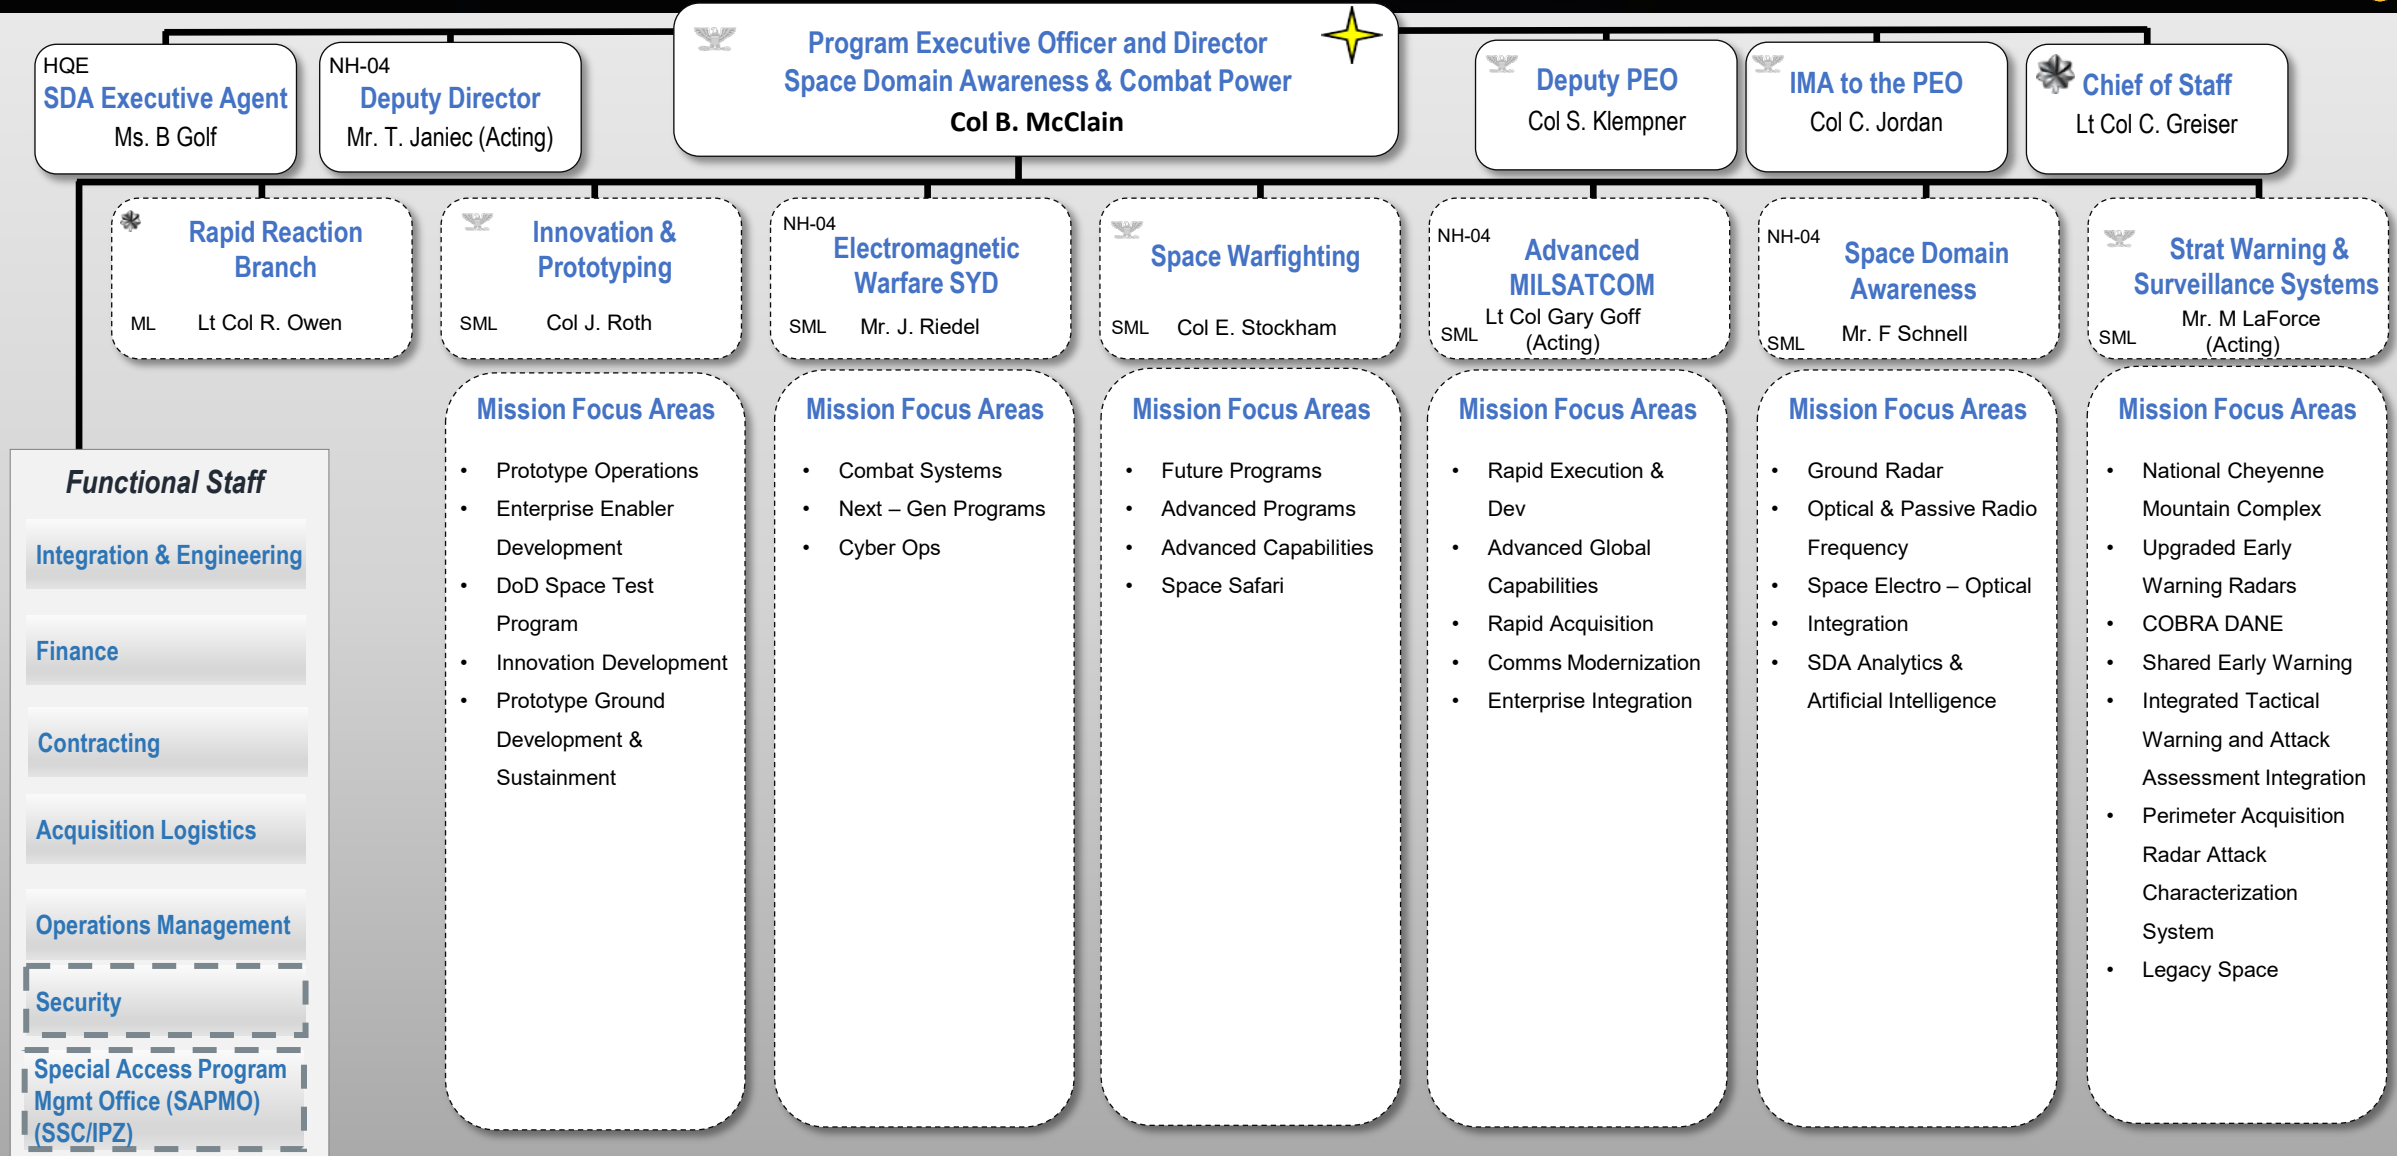 HQE
SDA Executive Agent
Ms. B Golf
NH-04
Deputy Director
Mr. T. Janiec (Acting)
Program Executive Officer and Director
Space Domain Awareness & Combat Power
Col B. McClain
Deputy PEO
Col S. Klempner
IMA to the PEO
Col C. Jordan
Chief of Staff
Lt Col C. Greiser
Rapid Reaction
Branch
ML
Lt Col R. Owen
Innovation &
Prototyping
SML
Col J. Roth
NH-04
Electromagnetic
Warfare SYD
SML
Mr. J. Riedel
Space Warfighting
SML
Col E. Stockham
NH-04
Advanced
MILSATCOM
SML
Lt Col Gary Goff
(Acting)
NH-04
Space Domain
Awareness
SML
Mr. F Schnell
Strat Warning &
Surveillance Systems
SML
Mr. M LaForce
(Acting)
Functional Staff
Integration & Engineering
Finance
Contracting
Acquisition Logistics
Operations Management
Security
Special Access Program
Mgmt Office (SAPMO)
(SSC/IPZ)
Mission Focus Areas
• Prototype Operations
• Enterprise Enabler
Development
• DoD Space Test
Program
• Innovation Development
• Prototype Ground
Development &
Sustainment
Mission Focus Areas
• Combat Systems
• Next – Gen Programs
• Cyber Ops
Mission Focus Areas
• Future Programs
• Advanced Programs
• Advanced Capabilities
• Space Safari
Mission Focus Areas
• Rapid Execution &
Dev
• Advanced Global
Capabilities
• Rapid Acquisition
• Comms Modernization
• Enterprise Integration
Mission Focus Areas
• Ground Radar
• Optical & Passive Radio
Frequency
• Space Electro – Optical
• Integration
• SDA Analytics &
Artificial Intelligence
Mission Focus Areas
• National Cheyenne
Mountain Complex
• Upgraded Early
Warning Radars
• COBRA DANE
• Shared Early Warning
• Integrated Tactical
Warning and Attack
Assessment Integration
• Perimeter Acquisition
Radar Attack
Characterization
System
• Legacy Space